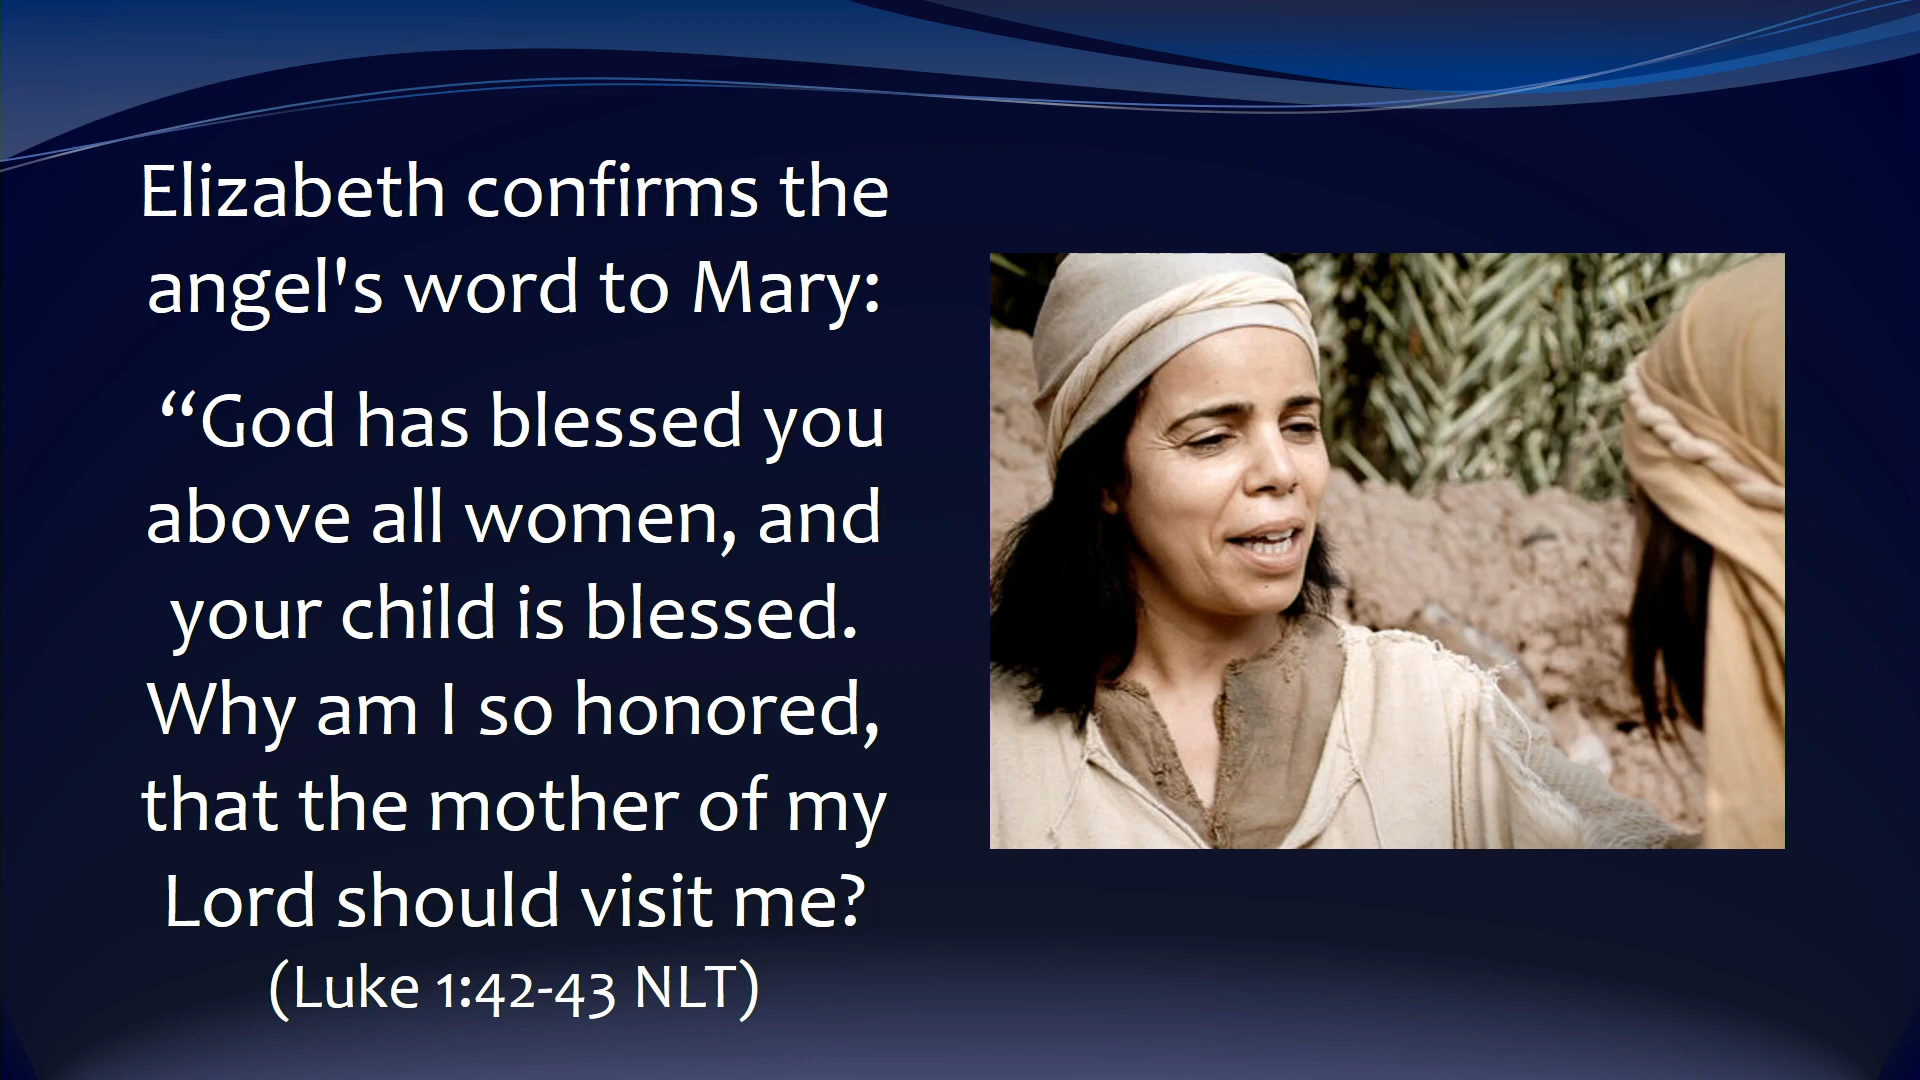 Elizabeth confirms the
angel's word to Mary:
“God has blessed you
above all women, and
your child is blessed.
Why am I so honored,
that the mother of my
Lord should visit me?
(Luke 1:42-43 NLT)